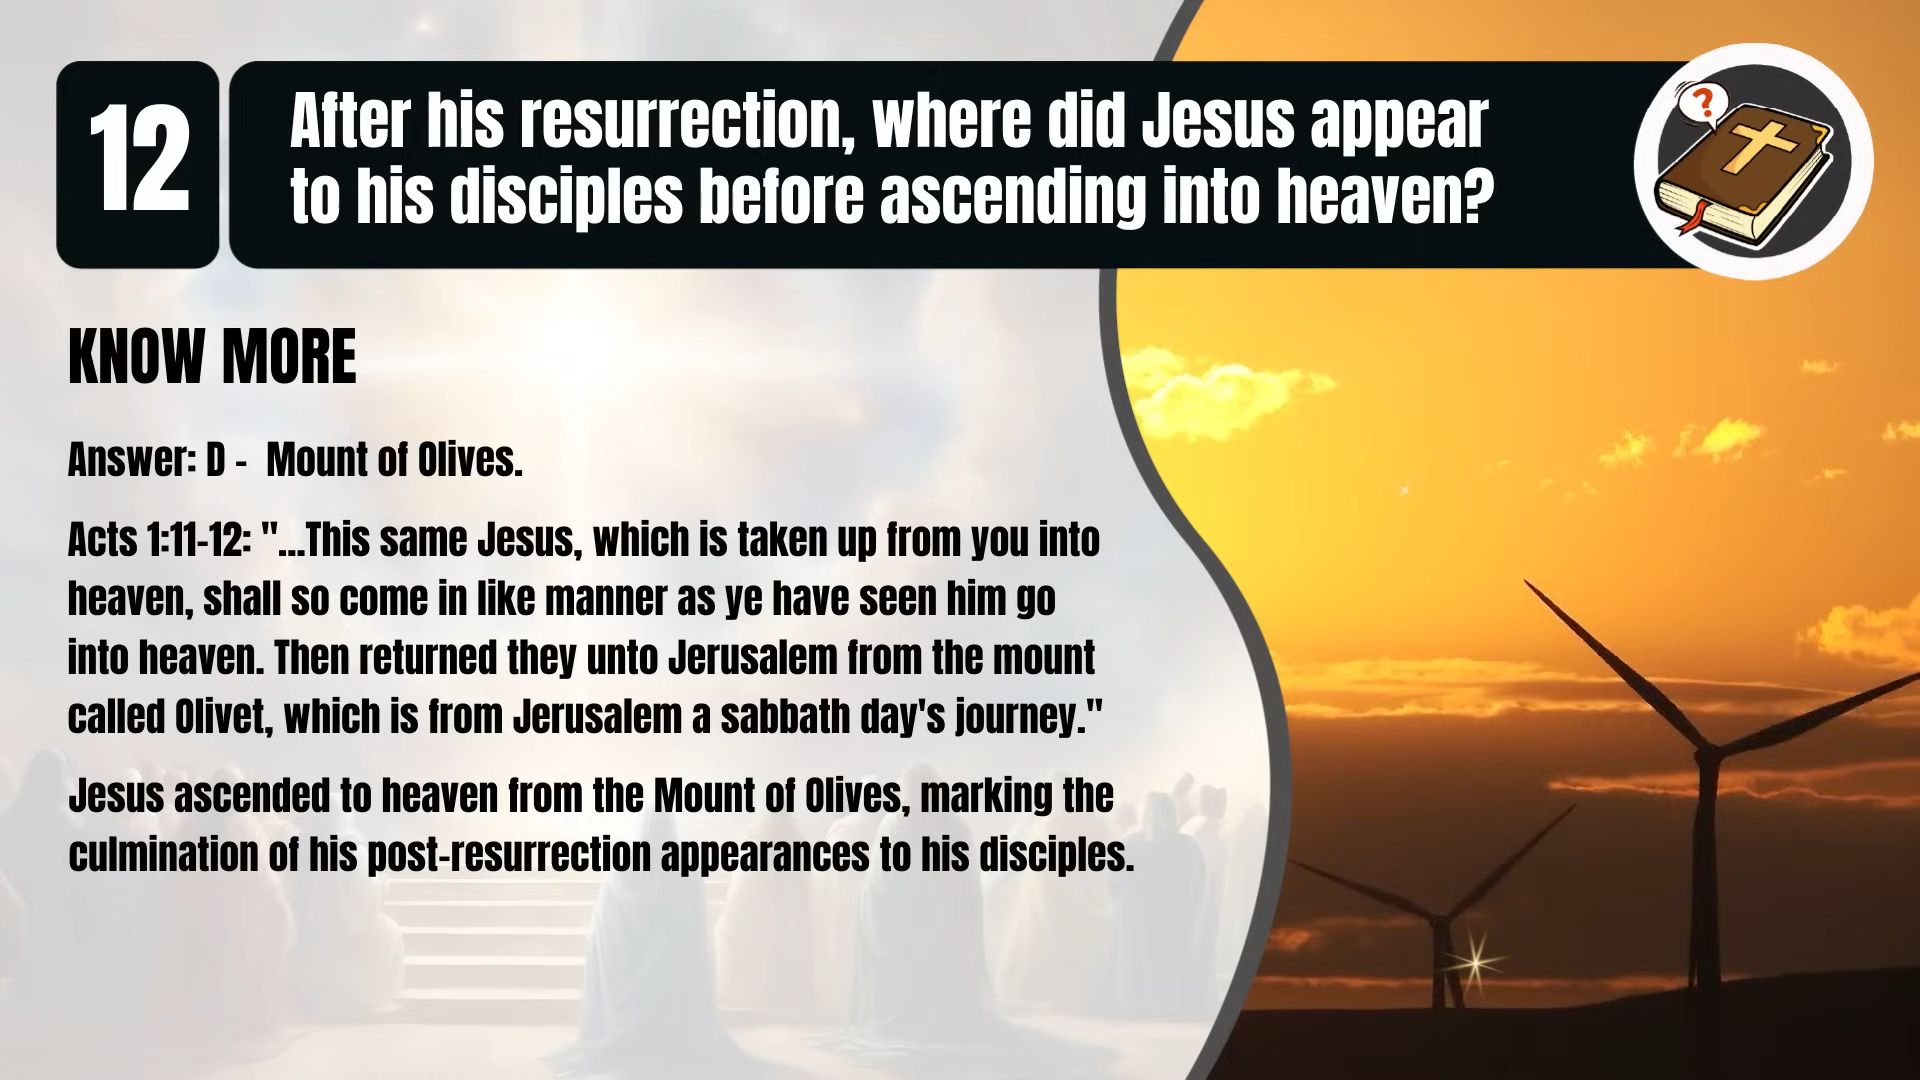 12
After his resurrection, where did Jesus appear
to his disciples before ascending into heaven?
?
KNOW MORE
Answer: D -  Mount of Olives.
Acts 1:11-12: "...This same Jesus, which is taken up from you into
heaven, shall so come in like manner as ye have seen him go
into heaven. Then returned they unto Jerusalem from the mount
called Olivet, which is from Jerusalem a sabbath day's journey."
Jesus ascended to heaven from the Mount of Olives, marking the
culmination of his post-resurrection appearances to his disciples.